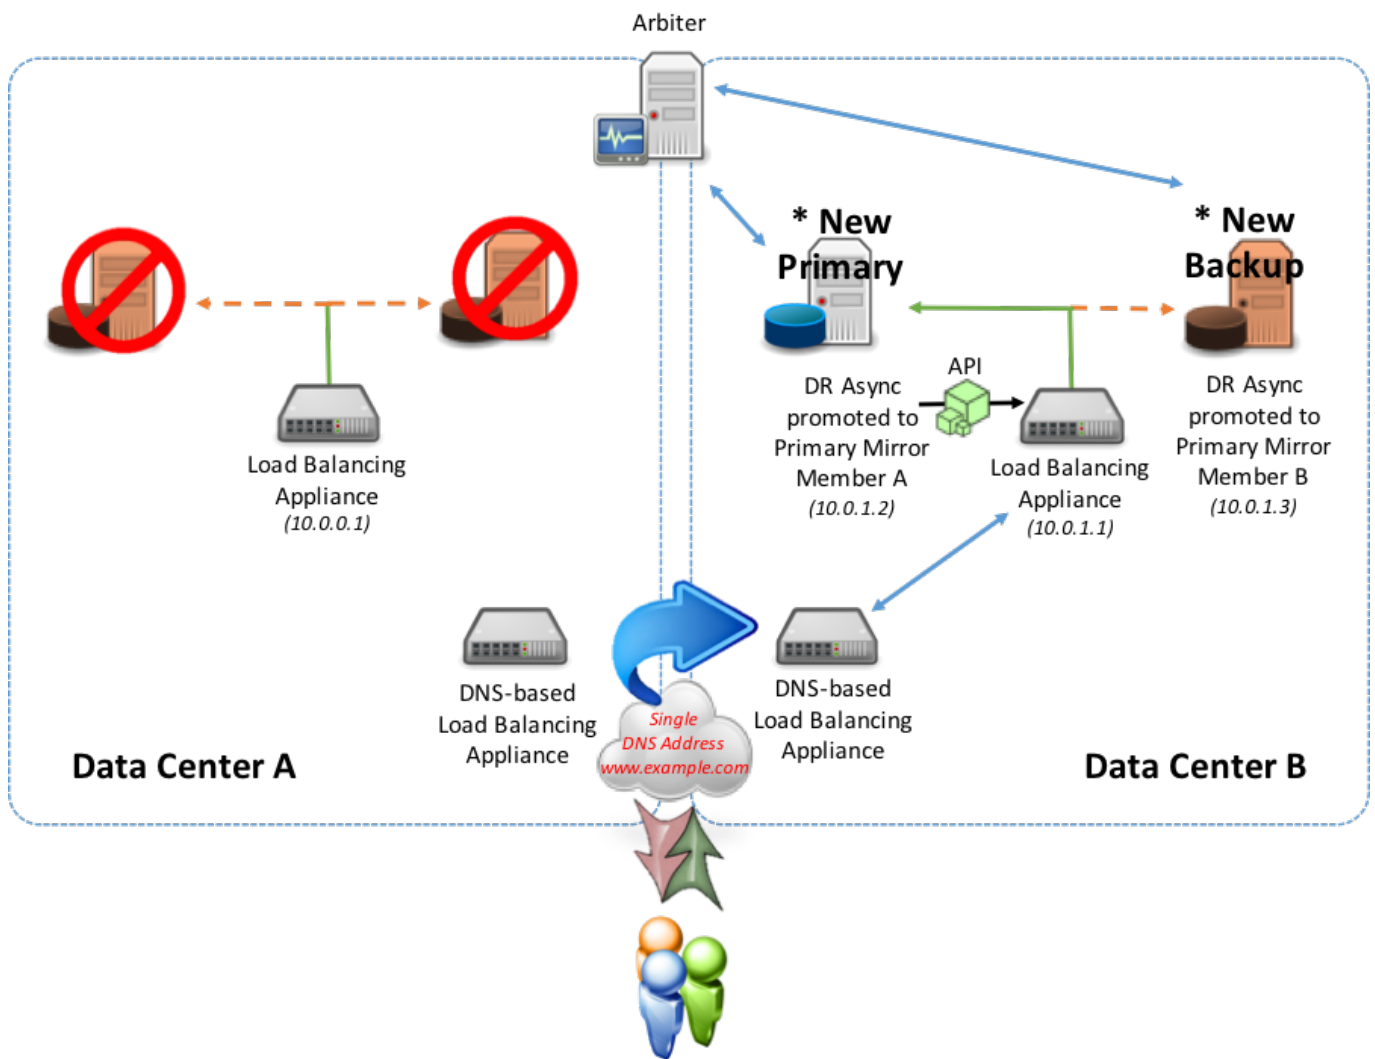 Arbiter
* New
Primary
* New
Backup
API
DR Async
promoted to
Primary Mirror
Member A
(10.0.1.2)
Load Balancing
Appliance
(10.0.1.1)
DR Async
promoted to
Primary Mirror
Member B
(10.0.1.3)
Load Balancing
Appliance
(10.0.0.1)
DNS-based
Load Balancing
Appliance
Single
DNS Address
www.example.com
DNS-based
Load Balancing
Appliance
Data Center A
Data Center B